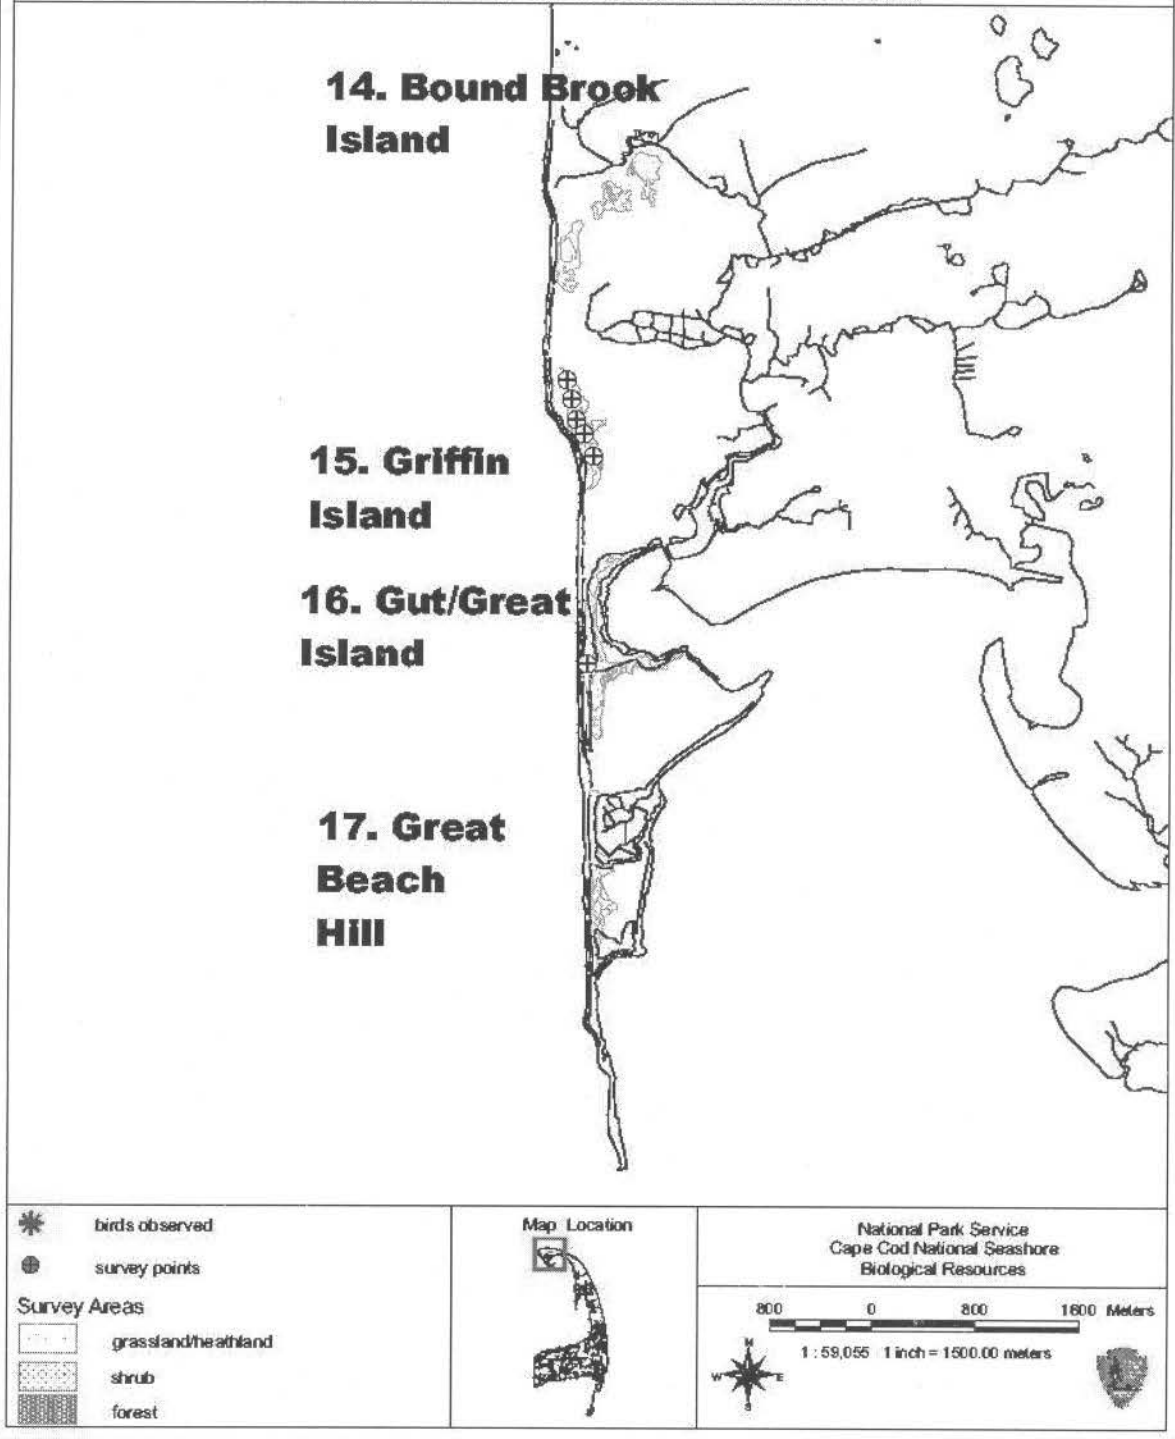 14. Bound Brook
Island
15. Griffin
Island
16. Gut/Great
Island
17. Great
Beach
Hill
birds observed
survey points
Survey Areas
grassland/heathland
shrub
forest
Map Location
National Park Service
Cape Cod National Seashore
Biological Resources
800 0 800 1600 Meters
1 : 59,055 1 inch = 1500.00 meters
N
W E
S